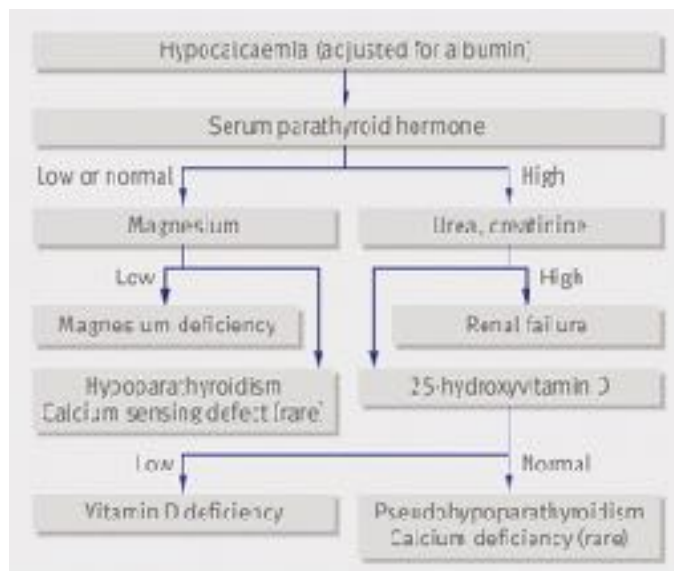 Hypocalcaemia (adjusted for albumin)
Serum parathyroid hormone
Low or normal
High
Magnesium
Urea, creatinine
Low
High
Magnesium deficiency
Renal failure
Hypoparathyroidism
Calcium sensing defect (rare)
25-hydroxyvitamin D
Low
Normal
Vitamin D deficiency
Pseudohypoparathyroidism
Calcium deficiency (rare)